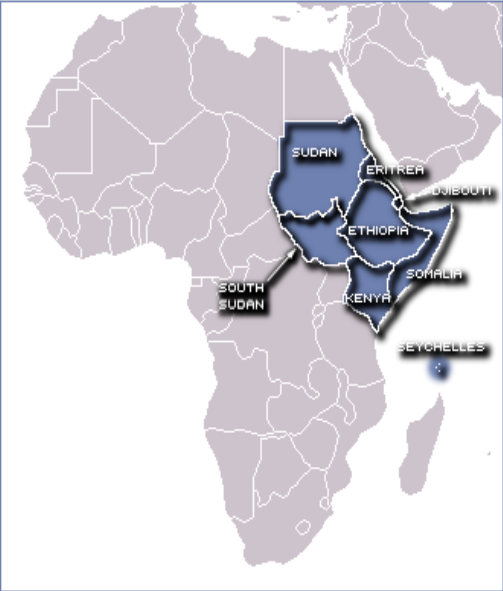 SUDAN
ERITREA
DJIBOUTI
ETHIOPIA
SOMALIA
SOUTH
SUDAN
KENYA
SEYCHELLES